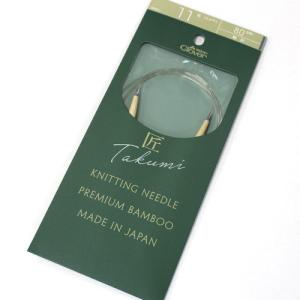 Clover
11
80
匠
Takumi
KNITTING NEEDLE
PREMIUM BAMBOO
MADE IN JAPAN